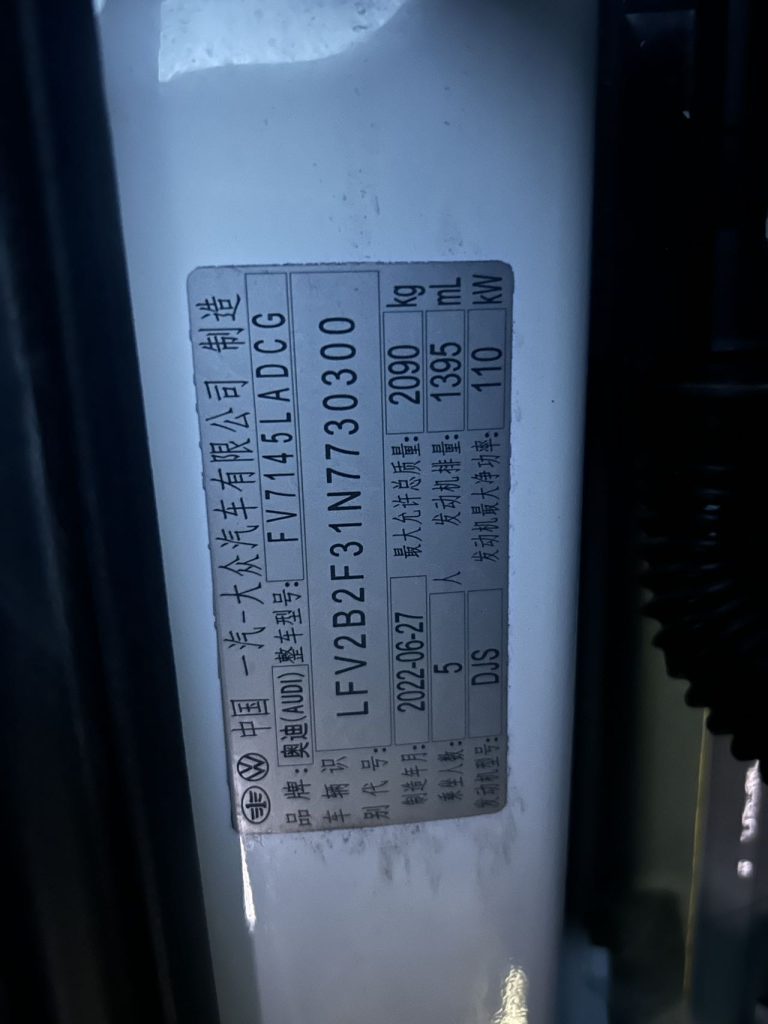 中国 一汽-大众汽车有限公司 制造
品牌: 奥迪(AUDI) 整车型号: FV7145LADCG
车辆识别代号: LFV2B2F31N7730300
制造年月: 2022-06-27 最大允许总质量: 2090 kg
乘坐人数: 5 人 发动机排量: 1395 mL
发动机型号: DJS 发动机最大净功率: 110 kW